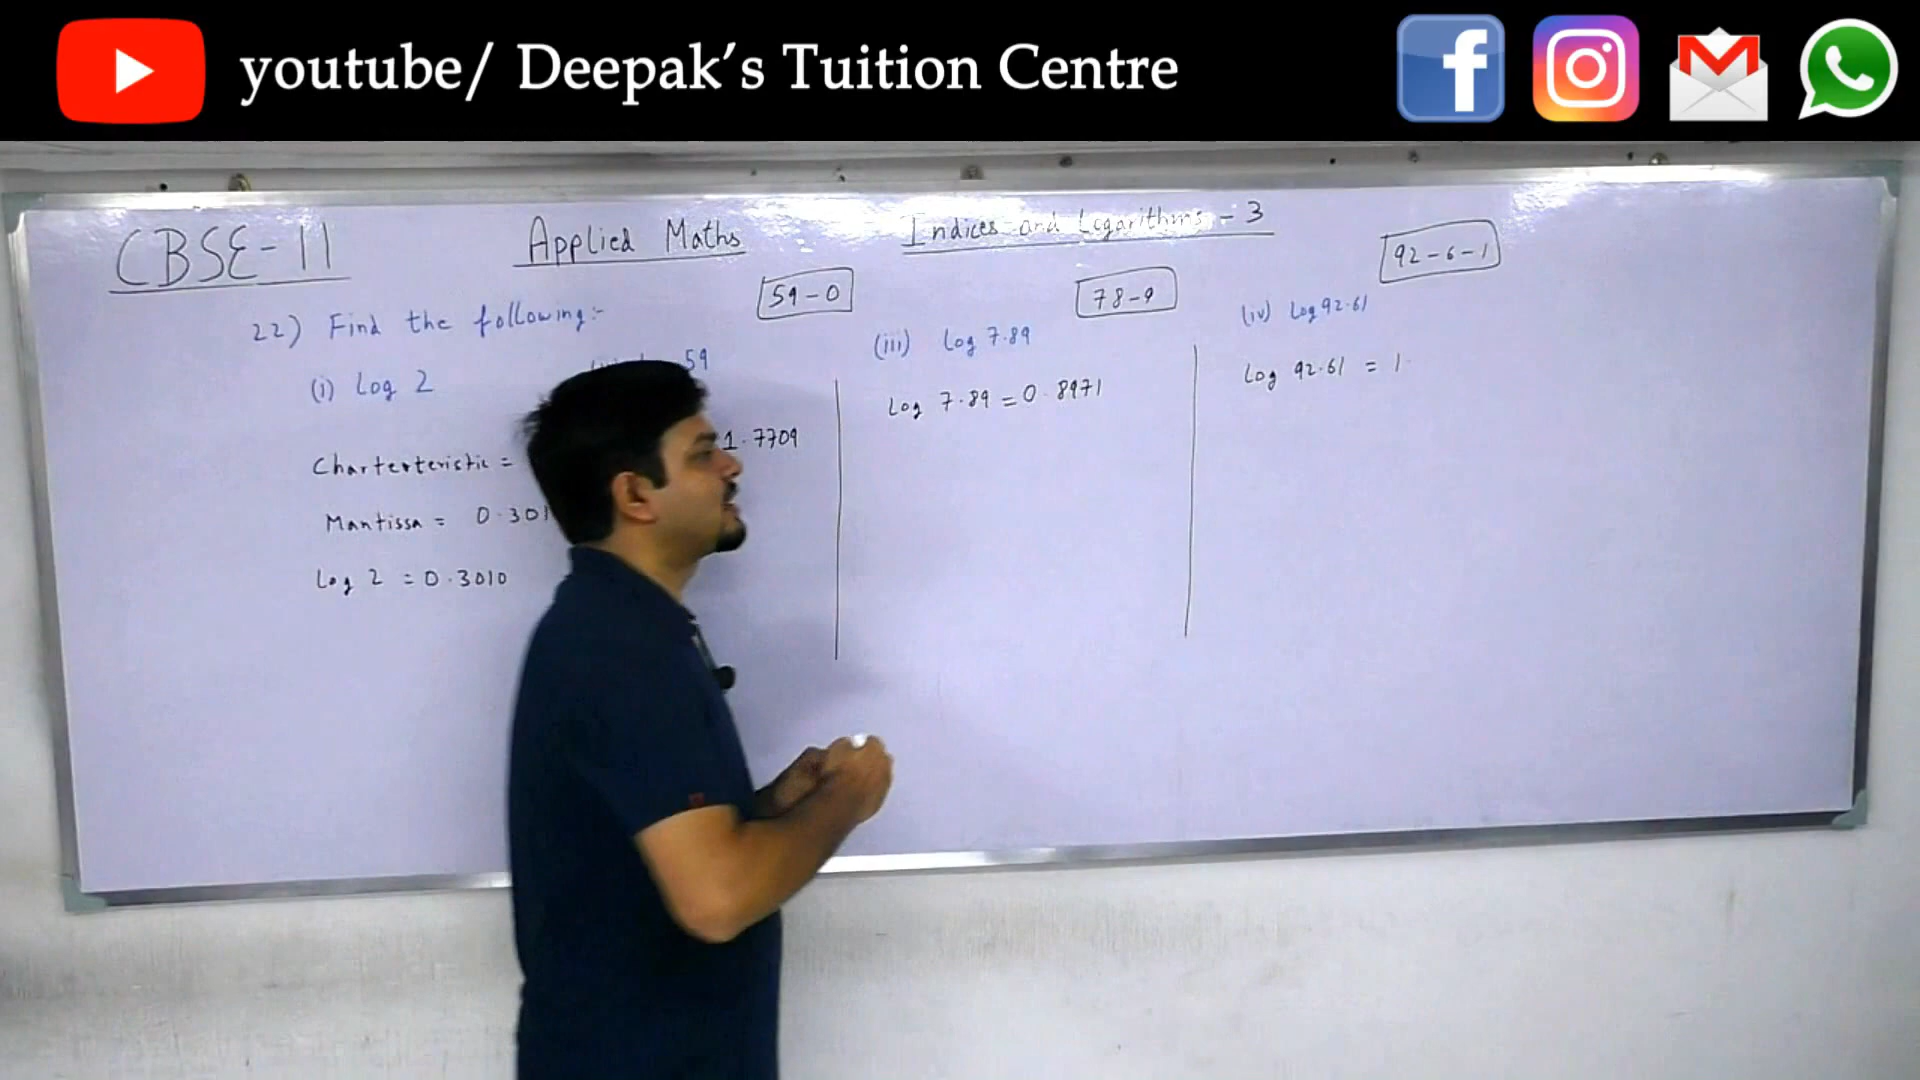 youtube/ Deepak’s Tuition Centre
CBSE-11
Applied Maths
Indices and Logarithms - 3
22) Find the following:-
59-0
78-9
92-6-1
(i) Log 2
59
(iii) Log 7.89
(iv) Log 92.61
Charterteristic =
1.7709
Log 7.89 = 0.8971
Log 92.61 = 1.
Mantissa = 0.301
Log 2 = 0.3010